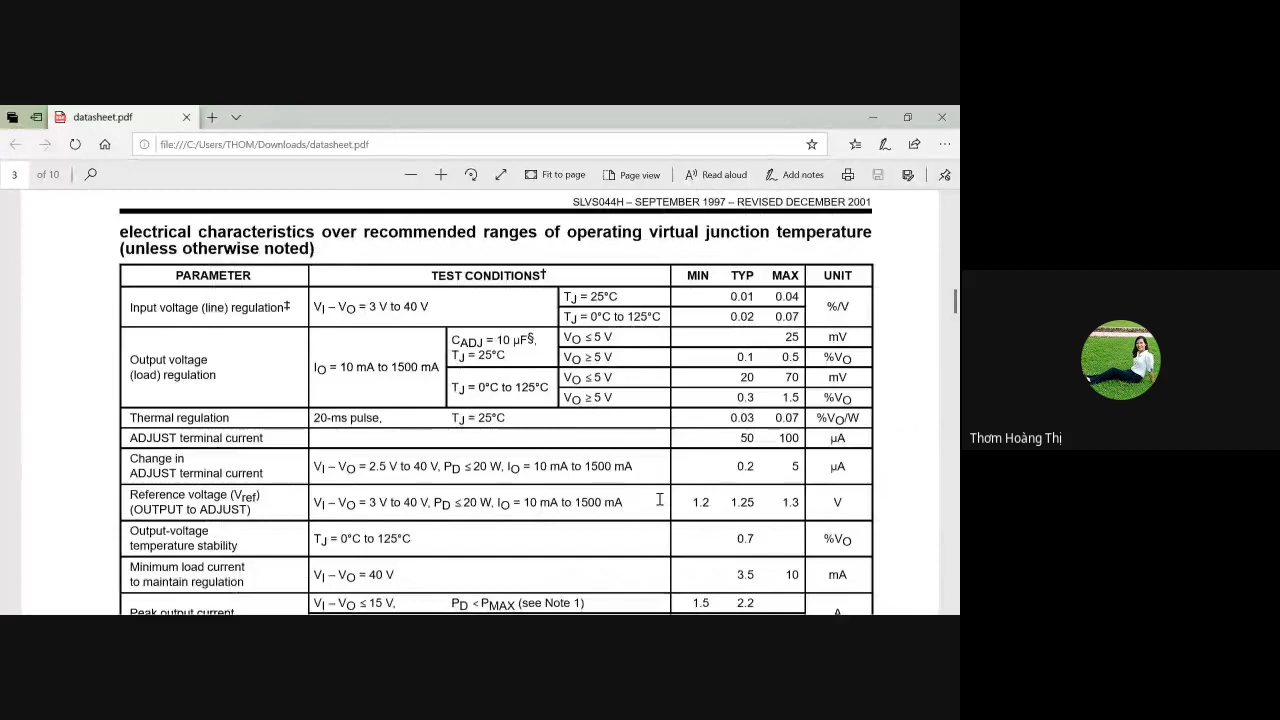 datasheet.pdf
file:///C:/Users/THOM/Downloads/datasheet.pdf
3 of 10 Fit to page Page view Read aloud Add notes
SLVS044H – SEPTEMBER 1997 – REVISED DECEMBER 2001
electrical characteristics over recommended ranges of operating virtual junction temperature
(unless otherwise noted)
PARAMETER TEST CONDITIONS† MIN TYP MAX UNIT
Input voltage (line) regulation‡ VI – VO = 3 V to 40 V TJ = 25°C 0.01 0.04 %/V
TJ = 0°C to 125°C 0.02 0.07
Output voltage
(load) regulation
IO = 10 mA to 1500 mA
CADJ = 10 μF§,
TJ = 25°C
VO ≤ 5 V 25 mV
VO ≥ 5 V 0.1 0.5 %VO
TJ = 0°C to 125°C
VO ≤ 5 V 20 70 mV
VO ≥ 5 V 0.3 1.5 %VO
Thermal regulation 20-ms pulse, TJ = 25°C 0.03 0.07 %VO/W
ADJUST terminal current 50 100 μA
Change in
ADJUST terminal current
VI – VO = 2.5 V to 40 V, PD ≤ 20 W, IO = 10 mA to 1500 mA 0.2 5 μA
Reference voltage (Vref)
(OUTPUT to ADJUST)
VI – VO = 3 V to 40 V, PD ≤ 20 W, IO = 10 mA to 1500 mA 1.2 1.25 1.3 V
Output-voltage
temperature stability
TJ = 0°C to 125°C 0.7 %VO
Minimum load current
to maintain regulation
VI – VO = 40 V 3.5 10 mA
Peak output current VI – VO ≤ 15 V, PD < PMAX (see Note 1) 1.5 2.2 A
Thơm Hoàng Thị